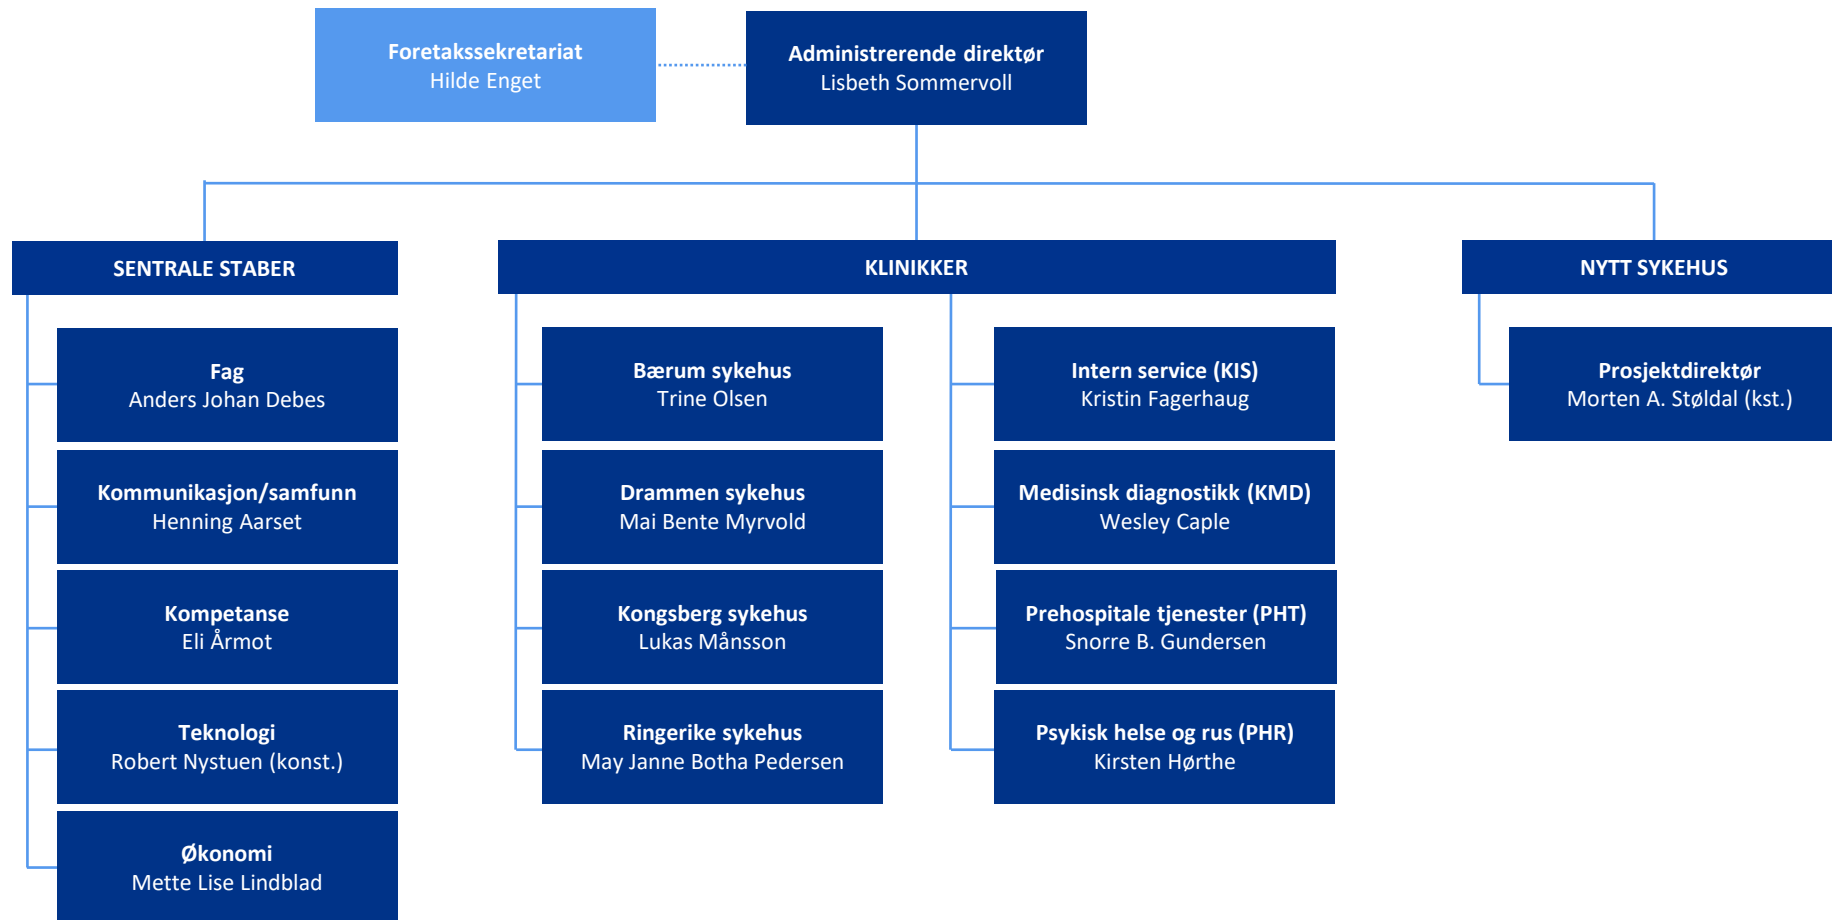 Foretakssekretariat
Hilde Enget
Administrerende direktør
Lisbeth Sommervoll
SENTRALE STABER
Fag
Anders Johan Debes
Kommunikasjon/samfunn
Henning Aarset
Kompetanse
Eli Årmot
Teknologi
Robert Nystuen (konst.)
Økonomi
Mette Lise Lindblad
KLINIKKER
Bærum sykehus
Trine Olsen
Drammen sykehus
Mai Bente Myrvold
Kongsberg sykehus
Lukas Månsson
Ringerike sykehus
May Janne Botha Pedersen
Intern service (KIS)
Kristin Fagerhaug
Medisinsk diagnostikk (KMD)
Wesley Caple
Prehospitale tjenester (PHT)
Snorre B. Gundersen
Psykisk helse og rus (PHR)
Kirsten Hørthe
NYTT SYKEHUS
Prosjektdirektør
Morten A. Støldal (kst.)